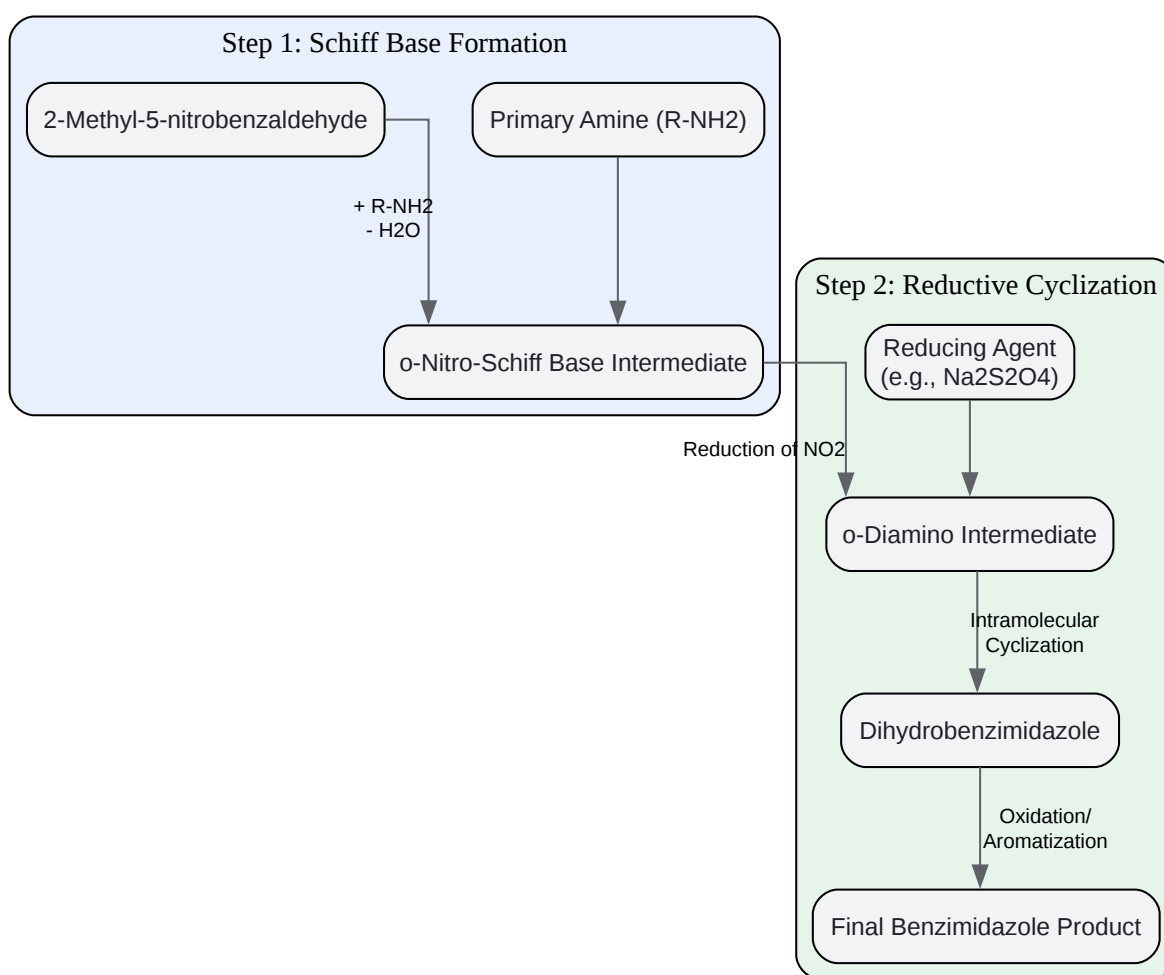 Step 1: Schiff Base Formation
2-Methyl-5-nitrobenzaldehyde
Primary Amine (R-NH2)
+ R-NH2
- H2O
o-Nitro-Schiff Base Intermediate
Step 2: Reductive Cyclization
Reducing Agent
(e.g., Na2S2O4)
Reduction of NO2
o-Diamino Intermediate
Intramolecular
Cyclization
Dihydrobenzimidazole
Oxidation/
Aromatization
Final Benzimidazole Product